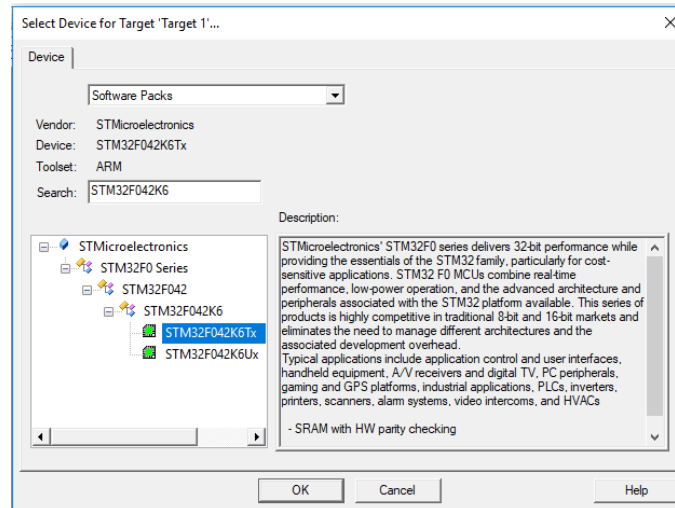 Select Device for Target 'Target 1'...
Device
Software Packs
Vendor: STMicroelectronics
Device: STM32F042K6Tx
Toolset: ARM
Search: STM32F042K6
Description:
STMicroelectronics
STM32F0 Series
STM32F042
STM32F042K6
STM32F042K6Tx
STM32F042K6Ux
STMicroelectronics' STM32F0 series delivers 32-bit performance while
providing the essentials of the STM32 family, particularly for cost-
sensitive applications. STM32 F0 MCUs combine real-time
performance, low-power operation, and the advanced architecture and
peripherals associated with the STM32 platform available. This series of
products is highly competitive in traditional 8-bit and 16-bit markets and
eliminates the need to manage different architectures and the
associated development overhead.
Typical applications include application control and user interfaces,
handheld equipment, A/V receivers and digital TV, PC peripherals,
gaming and GPS platforms, industrial applications, PLCs, inverters,
printers, scanners, alarm systems, video intercoms, and HVACs
- SRAM with HW parity checking
OK Cancel Help